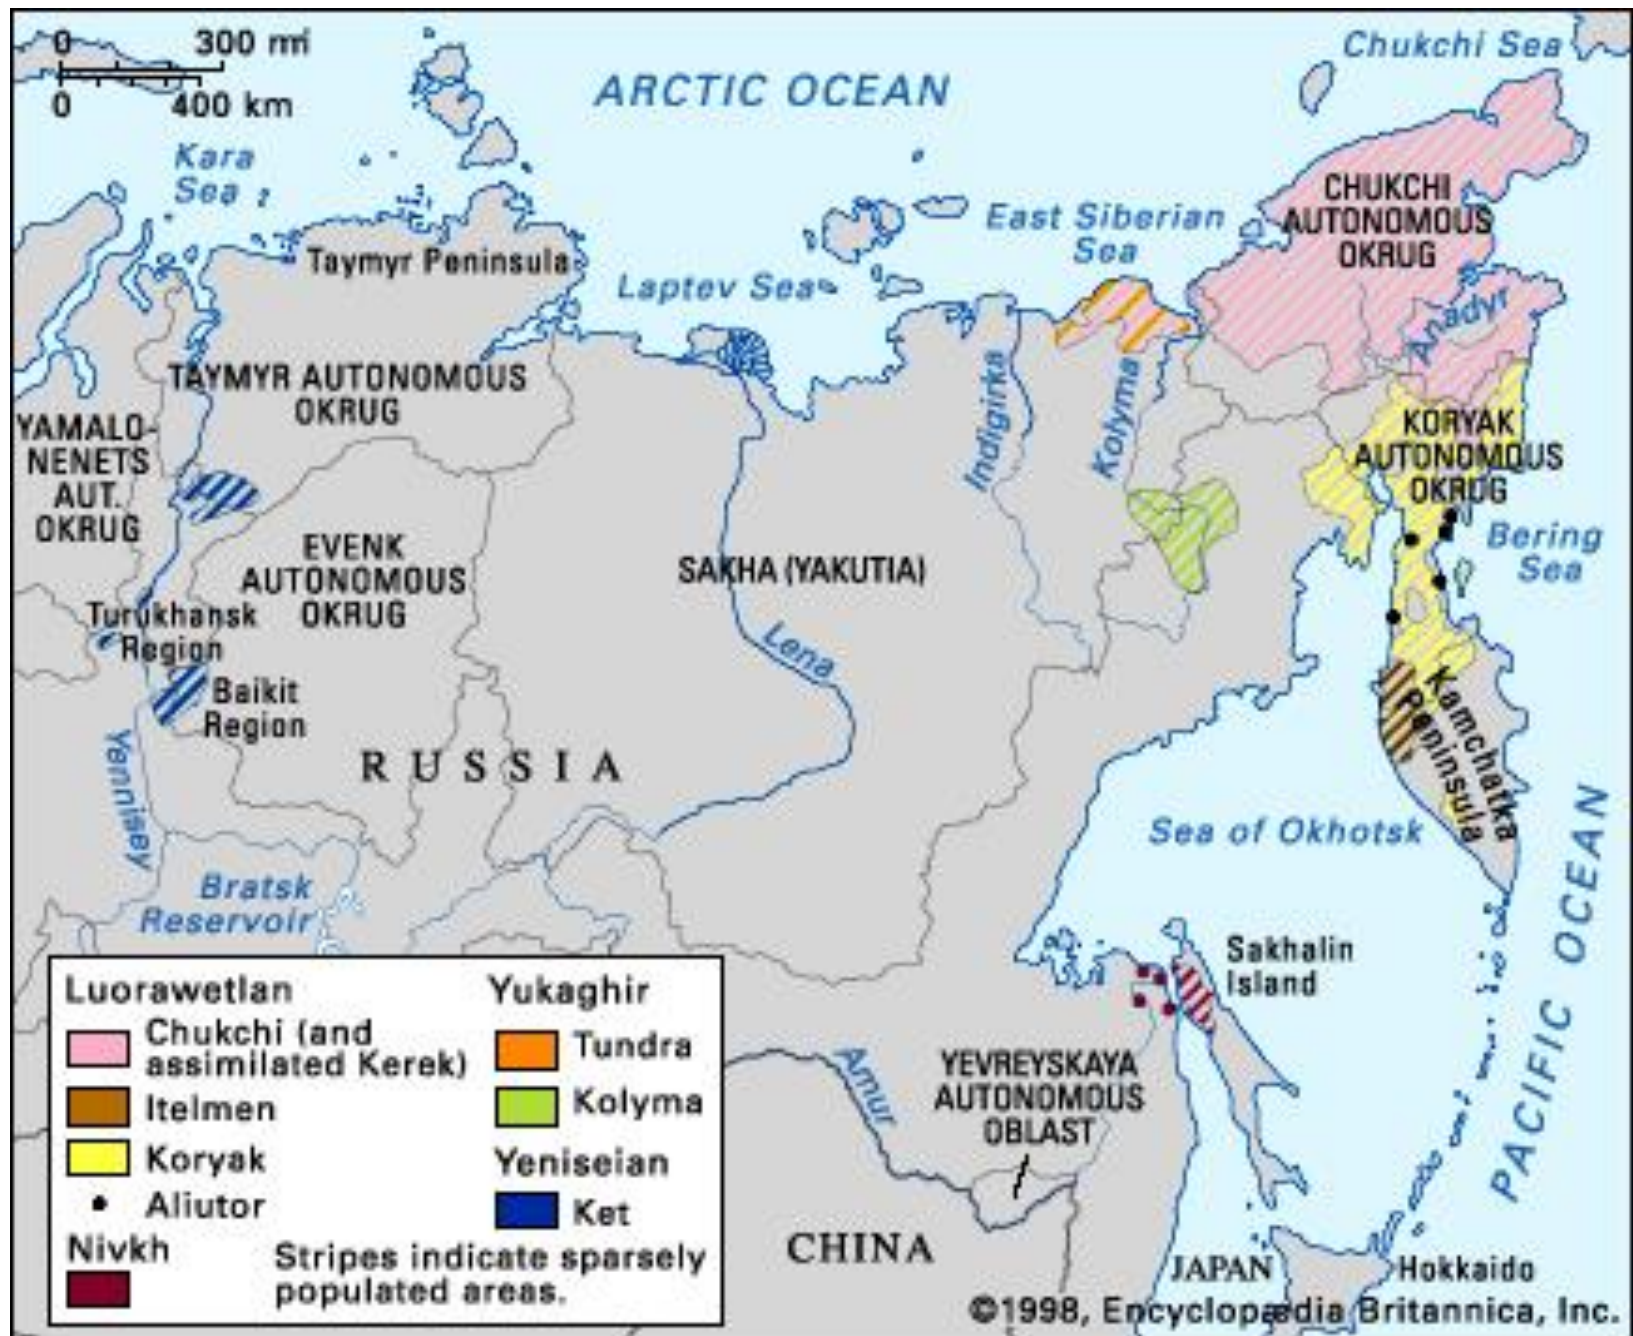 0 300 mi
0 400 km
ARCTIC OCEAN
Chukchi Sea
Kara
Sea
Taymyr Peninsula
Laptev Sea
East Siberian
Sea
CHUKCHI
AUTONOMOUS
OKRUG
Anadyr
TAYMYR AUTONOMOUS
OKRUG
YAMALO-
NENETS
AUT.
OKRUG
Indigirka
Kolyma
KORYAK
AUTONOMOUS
OKRUG
Bering
Sea
EVENK
AUTONOMOUS
OKRUG
SAKHA (YAKUTIA)
Turukhansk
Region
Lena
Baikit
Region
Yenisey
RUSSIA
Kamchatka
Peninsula
Sea of Okhotsk
PACIFIC OCEAN
Bratsk
Reservoir
Sakhalin
Island
Amur
YEVREYSKAYA
AUTONOMOUS
OBLAST
CHINA
JAPAN
Hokkaido
Luorawetlan
Chukchi (and
assimilated Kerek)
Itelmen
Koryak
Aliutor
Nivkh
Yukaghir
Tundra
Kolyma
Yeniseian
Ket
Stripes indicate sparsely
populated areas.
©1998, Encyclopædia Britannica, Inc.